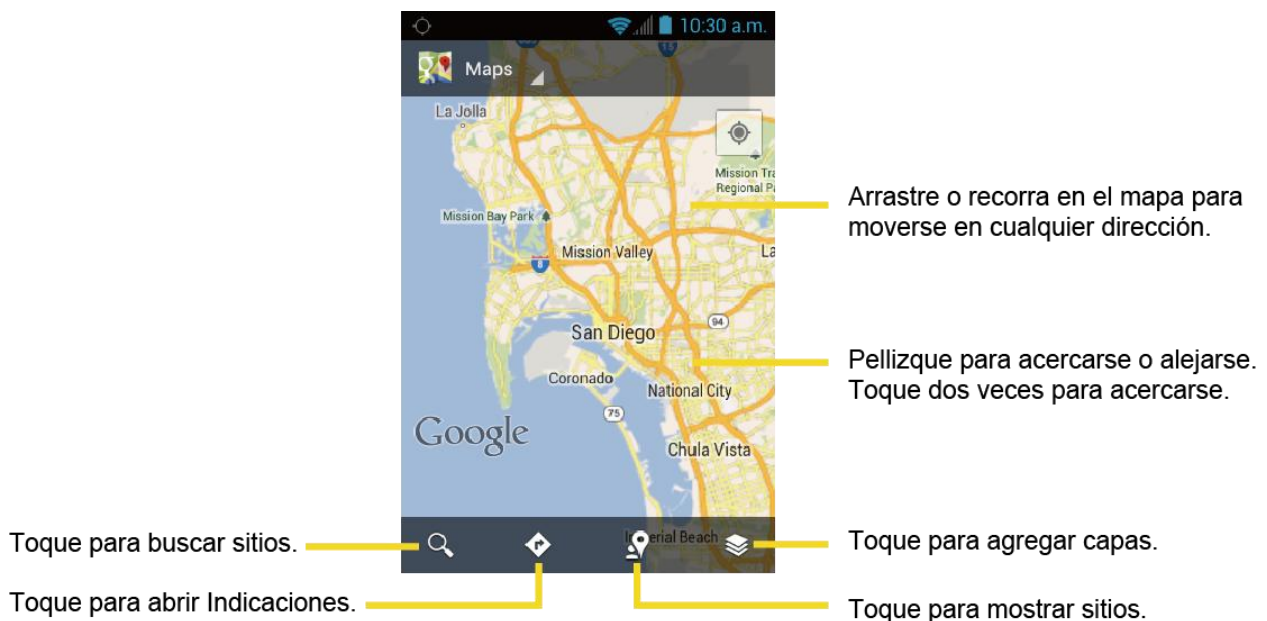 10:30 a.m.
15
Maps
La Jolla
Mission Tra
Regional Pa
Arrastre o recorra en el mapa para
moverse en cualquier dirección.
Mission Bay Park
Mission Valley
La
8
94
San Diego
Pellizque para acercarse o alejarse.
Toque dos veces para acercarse.
Coronado
National City
75
Google
Chula Vista
Toque para buscar sitios.
erial Beach
Toque para agregar capas.
Toque para abrir Indicaciones.
Toque para mostrar sitios.